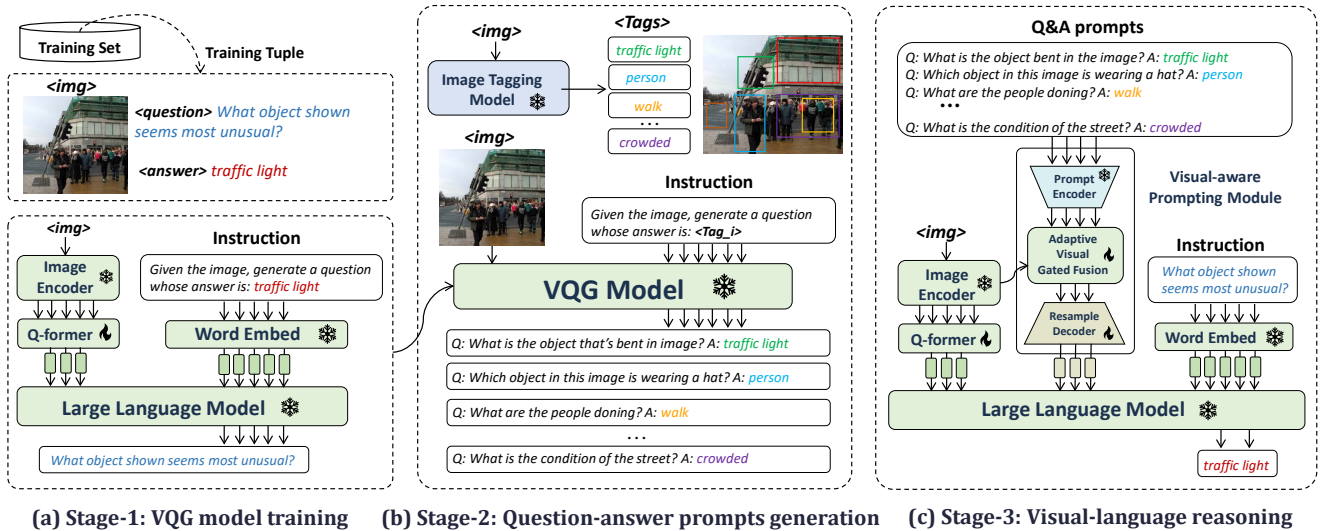 Training Set
Training Tuple
<img>
<question> What object shown
seems most unusual?
<answer> traffic light
<img>
Instruction
Image
Encoder
Given the image, generate a question
whose answer is: traffic light
Q-former
Word Embed
Large Language Model
What object shown seems most unusual?
(a) Stage-1: VQG model training
<img>
<Tags>
Image Tagging
Model
traffic light
person
walk
...
crowded
<img>
Instruction
Given the image, generate a question
whose answer is: <Tag_i>
VQG Model
Q: What is the object that's bent in image? A: traffic light
Q: Which object in this image is wearing a hat? A: person
Q: What are the people doning? A: walk
...
Q: What is the condition of the street? A: crowded
(b) Stage-2: Question-answer prompts generation
Q&A prompts
Q: What is the object bent in the image? A: traffic light
Q: Which object in this image is wearing a hat? A: person
Q: What are the people doning? A: walk
...
Q: What is the condition of the street? A: crowded
Prompt
Encoder
Visual-aware
Prompting Module
<img>
Image
Encoder
Adaptive
Visual
Gated Fusion
Instruction
What object shown
seems most unusual?
Q-former
Resample
Decoder
Word Embed
Large Language Model
traffic light
(c) Stage-3: Visual-language reasoning